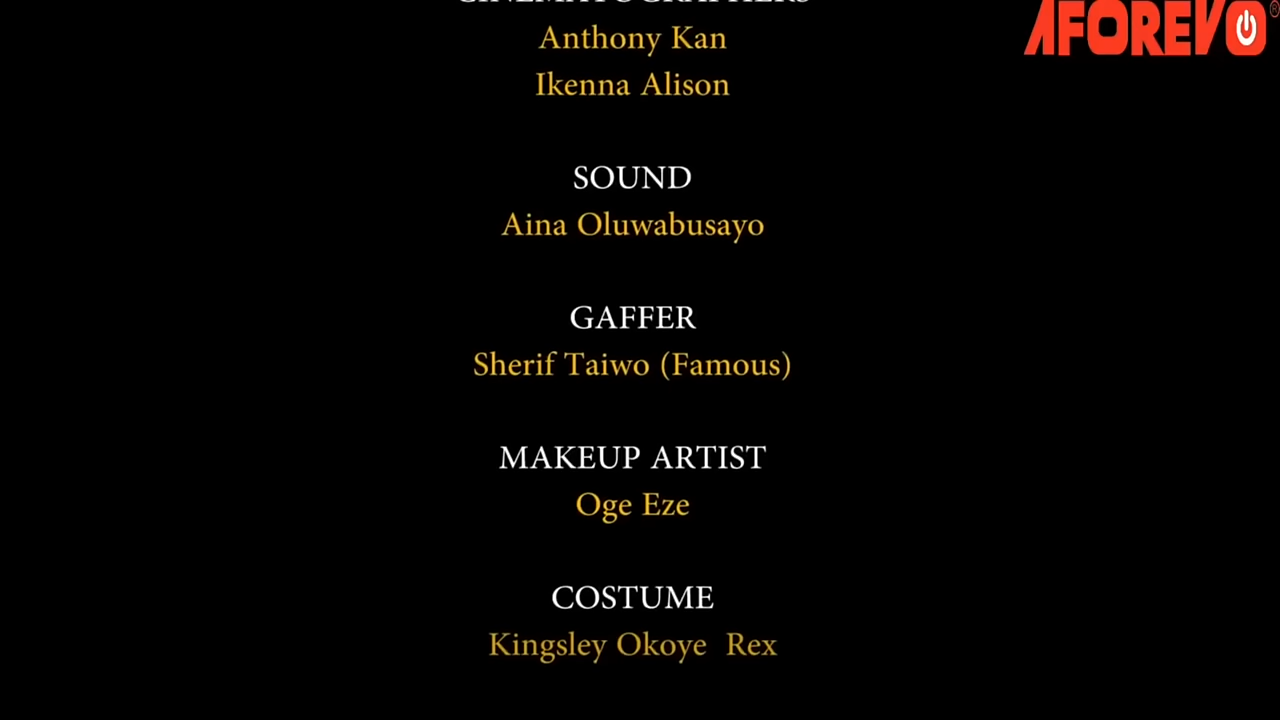 CINEMATOGRAPHERS
AFOREVO®
Anthony Kan
Ikenna Alison
SOUND
Aina Oluwabusayo
GAFFER
Sherif Taiwo (Famous)
MAKEUP ARTIST
Oge Eze
COSTUME
Kingsley Okoye Rex